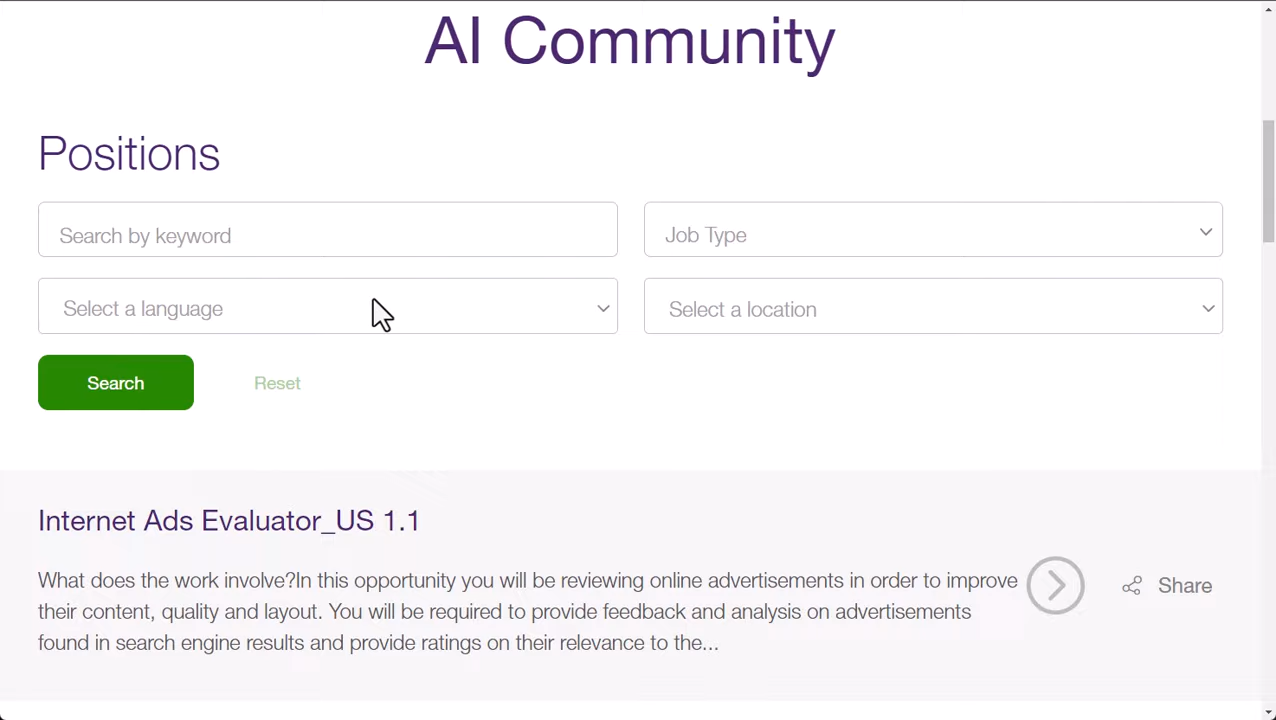 AI Community
Positions
Search by keyword
Job Type
Select a language
Select a location
Search
Reset
Internet Ads Evaluator_US 1.1
What does the work involve?In this opportunity you will be reviewing online advertisements in order to improve
their content, quality and layout. You will be required to provide feedback and analysis on advertisements
found in search engine results and provide ratings on their relevance to the...
Share